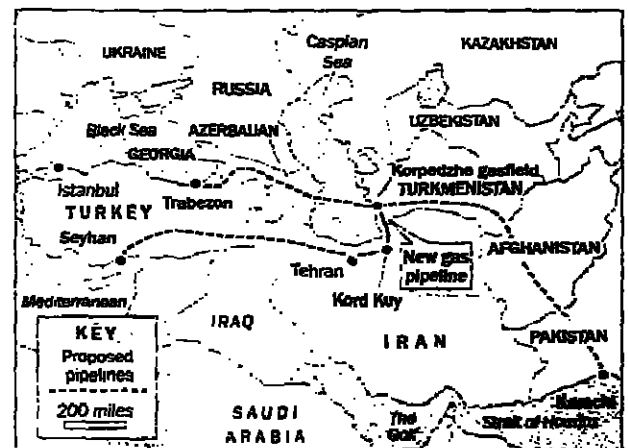 UKRAINE
Caspian
Sea
KAZAKHSTAN
RUSSIA
Black Sea
AZERBAIJAN
UZBEKISTAN
GEORGIA
Korpedzhe gasfield
TURKMENISTAN
Istanbul
Trabezon
TURKEY
Seyhan
AFGHANISTAN
New gas
pipeline
Tehran
Kord Kuy
Mediterranean
IRAQ
IRAN
KEY
Proposed
pipelines
200 miles
PAKISTAN
Karachi
SAUDI
ARABIA
The
Gulf
Strait of Hormuz